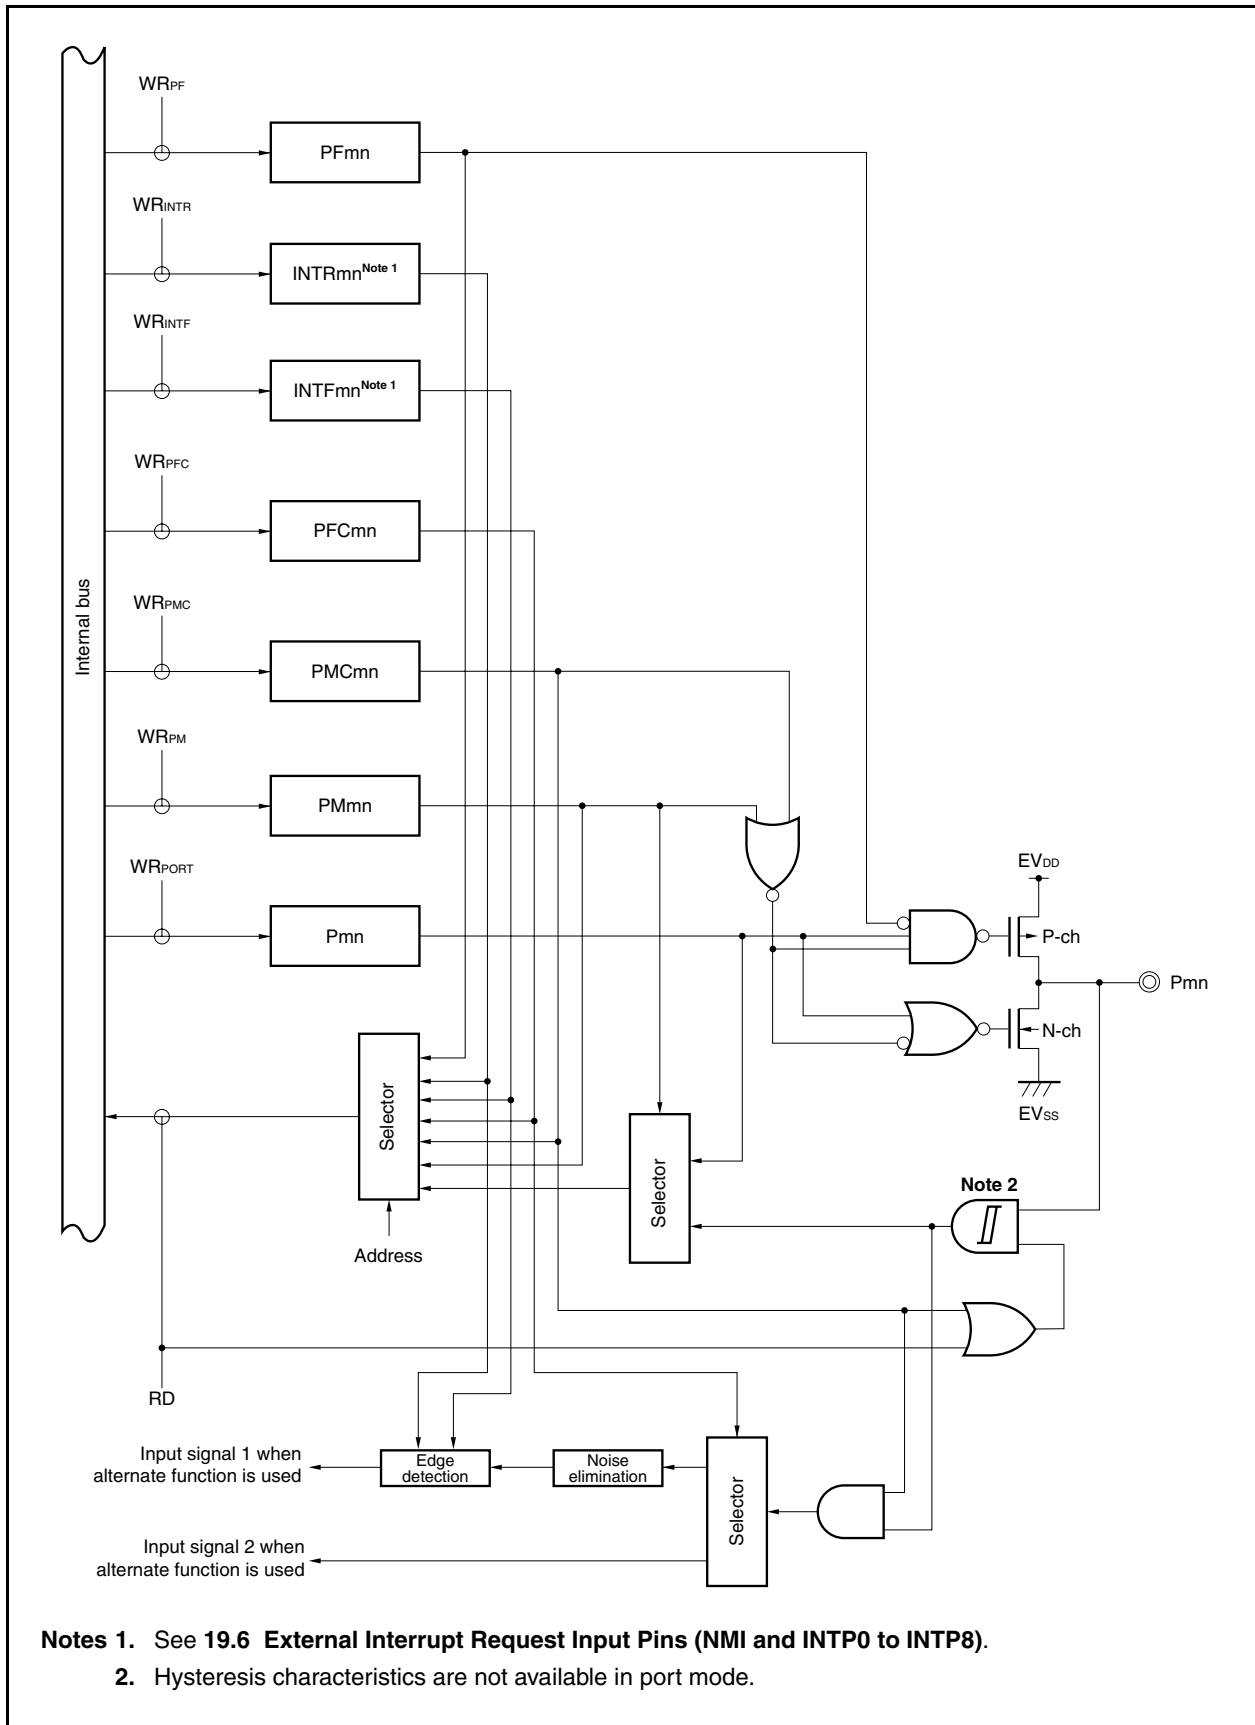 WRPF
PFmn
WRINTR
INTRmnNote 1
WRINTF
INTFmnNote 1
WRPFC
PFCmn
Internal bus
WRPMC
PMCmn
WRPM
PMmn
WRPORT
Pmn
EVDD
P-ch
Pmn
N-ch
EVSS
Selector
Selector
Note 2
Address
RD
Input signal 1 when
alternate function is used
Edge
detection
Noise
elimination
Selector
Input signal 2 when
alternate function is used
Notes 1. See 19.6 External Interrupt Request Input Pins (NMI and INTP0 to INTP8).
2. Hysteresis characteristics are not available in port mode.